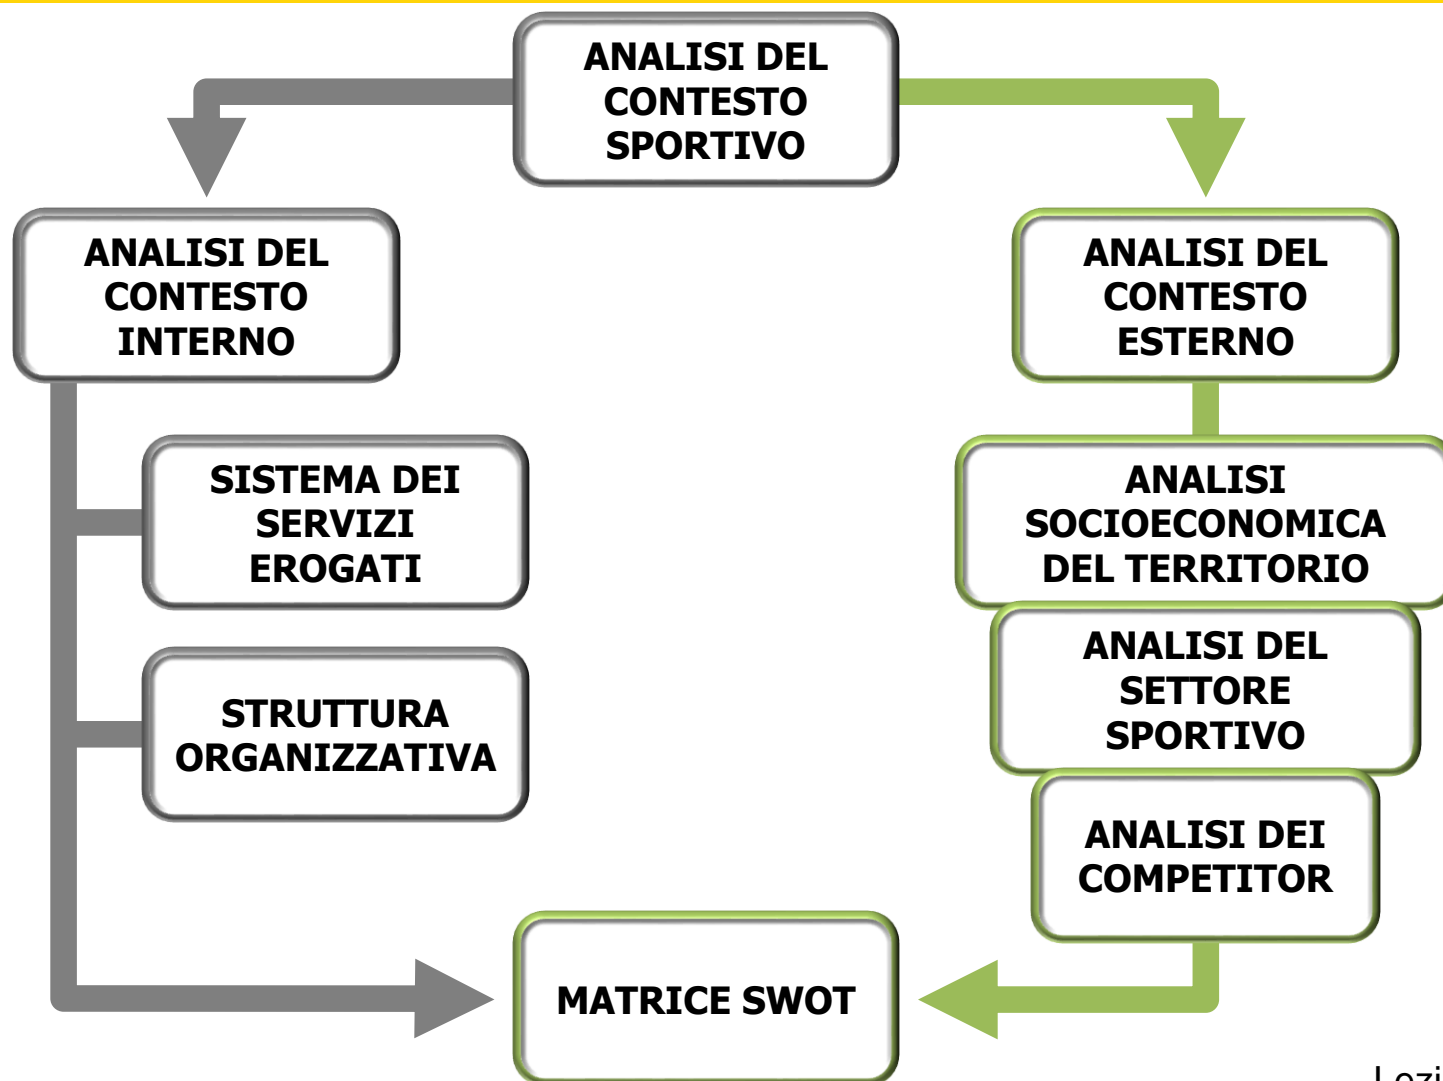 ANALISI DEL
CONTESTO
SPORTIVO
ANALISI DEL
CONTESTO
INTERNO
ANALISI DEL
CONTESTO
ESTERNO
SISTEMA DEI
SERVIZI
EROGATI
ANALISI
SOCIOECONOMICA
DEL TERRITORIO
STRUTTURA
ORGANIZZATIVA
ANALISI DEL
SETTORE
SPORTIVO
ANALISI DEI
COMPETITOR
MATRICE SWOT